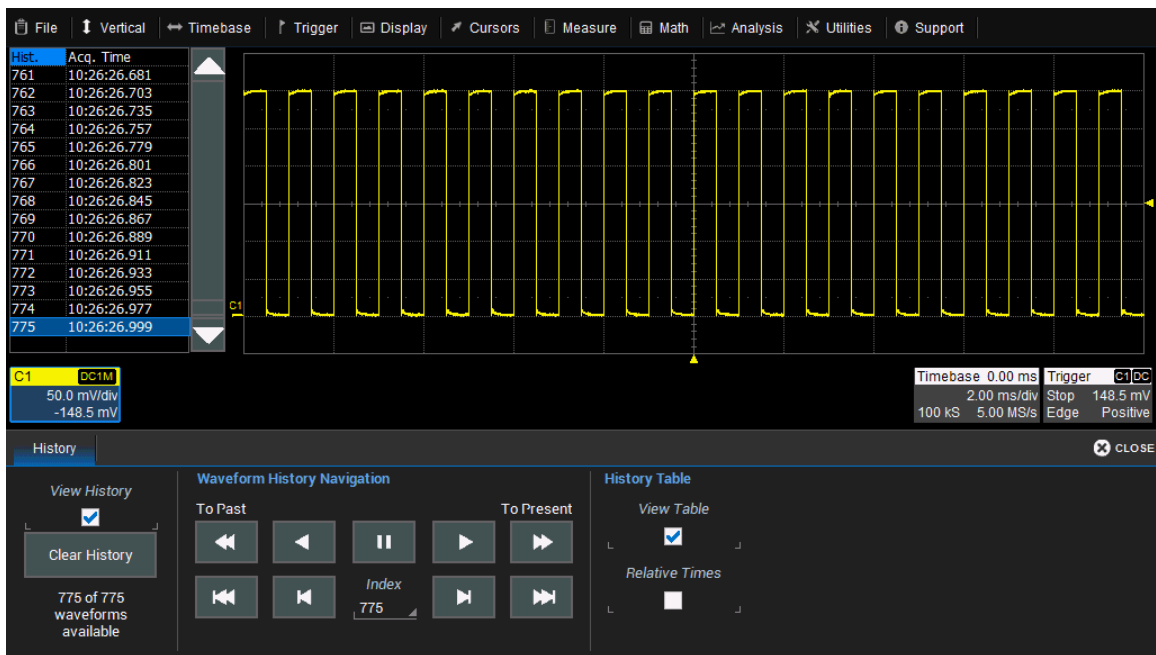 File Vertical Timebase Trigger Display Cursors Measure Math Analysis Utilities Support
Hist. Acq. Time
761 10:26:26.681
762 10:26:26.703
763 10:26:26.735
764 10:26:26.757
765 10:26:26.779
766 10:26:26.801
767 10:26:26.823
768 10:26:26.845
769 10:26:26.867
770 10:26:26.889
771 10:26:26.911
772 10:26:26.933
773 10:26:26.955
774 10:26:26.977
775 10:26:26.999
C1
C1 DC1M
50.0 mV/div
-148.5 mV
Timebase 0.00 ms
2.00 ms/div
100 kS 5.00 MS/s
Trigger C1 DC
Stop 148.5 mV
Edge Positive
History
CLOSE
View History
Clear History
775 of 775
waveforms
available
Waveform History Navigation
To Past To Present
Index
775
History Table
View Table
Relative Times